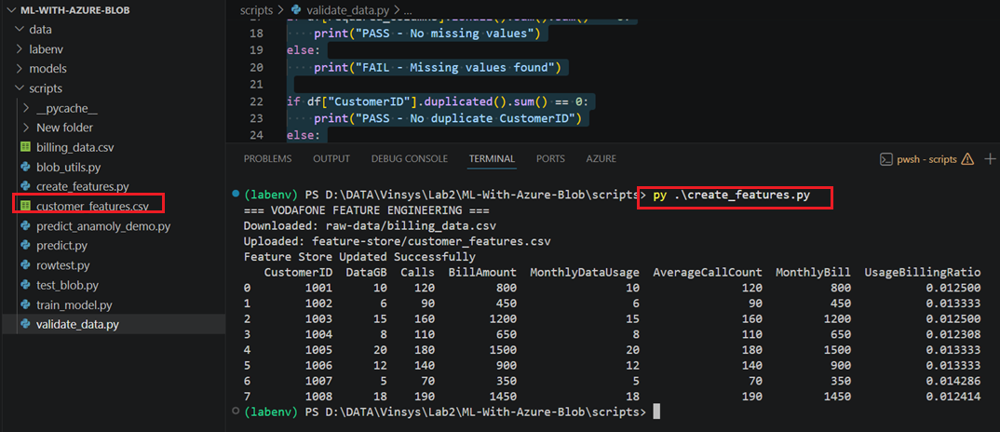 ML-WITH-AZURE-BLOB
data
labenv
models
scripts
__pycache__
New folder
billing_data.csv
blob_utils.py
create_features.py
customer_features.csv
predict_anamoly_demo.py
predict.py
rowtest.py
test_blob.py
train_model.py
validate_data.py
scripts > validate_data.py > ...
18 print("PASS - No missing values")
19 else:
20 print("FAIL - Missing values found")
21
22 if df["CustomerID"].duplicated().sum() == 0:
23 print("PASS - No duplicate CustomerID")
24 else:
PROBLEMS OUTPUT DEBUG CONSOLE TERMINAL PORTS AZURE pwsh - scripts
(labenv) PS D:\DATA\Vinsys\Lab2\ML-With-Azure-Blob\scripts> py .\create_features.py
=== VODAFONE FEATURE ENGINEERING ===
Downloaded: raw-data/billing_data.csv
Uploaded: feature-store/customer_features.csv
Feature Store Updated Successfully
CustomerID DataGB Calls BillAmount MonthlyDataUsage AverageCallCount MonthlyBill UsageBillingRatio
0 1001 10 120 800 10 120 800 0.012500
1 1002 6 90 450 6 90 450 0.013333
2 1003 15 160 1200 15 160 1200 0.012500
3 1004 8 110 650 8 110 650 0.012308
4 1005 20 180 1500 20 180 1500 0.013333
5 1006 12 140 900 12 140 900 0.013333
6 1007 5 70 350 5 70 350 0.014286
7 1008 18 190 1450 18 190 1450 0.012414
(labenv) PS D:\DATA\Vinsys\Lab2\ML-With-Azure-Blob\scripts>